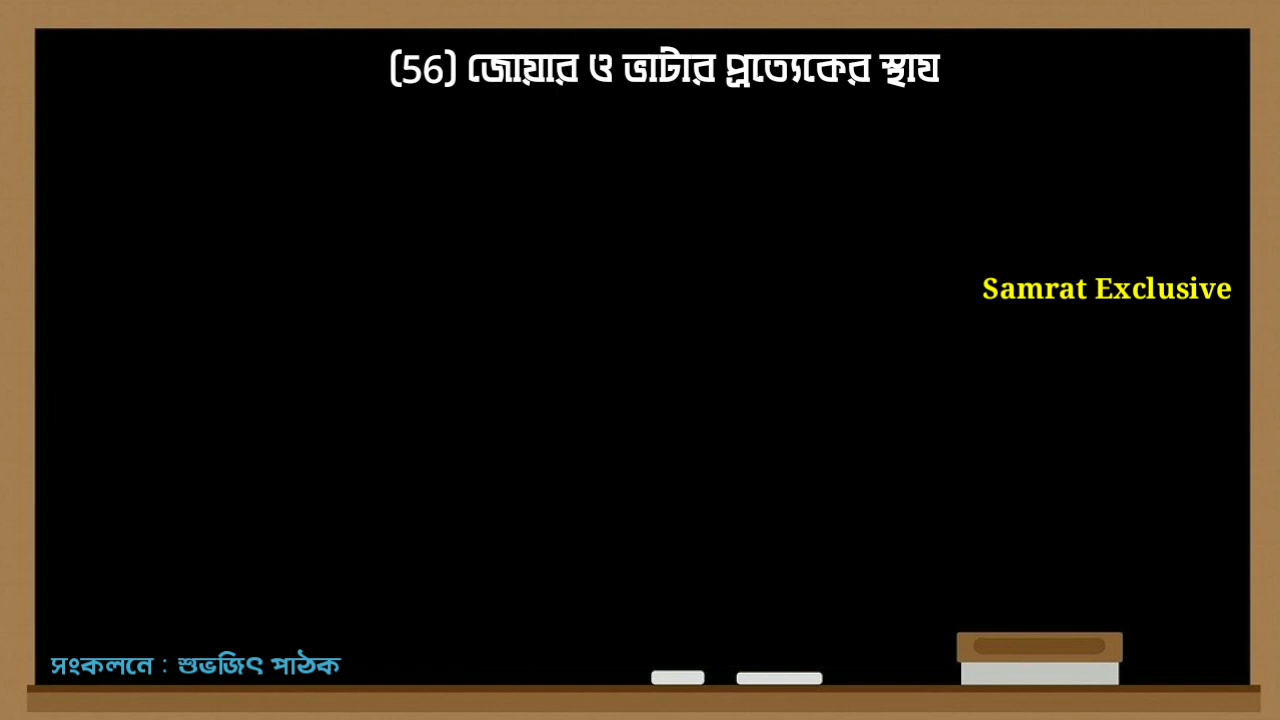 (56) জোয়ার ও ভাটার প্রত্যেকের স্থায
Samrat Exclusive
সংকলনে : শুভজিৎ পাঠক